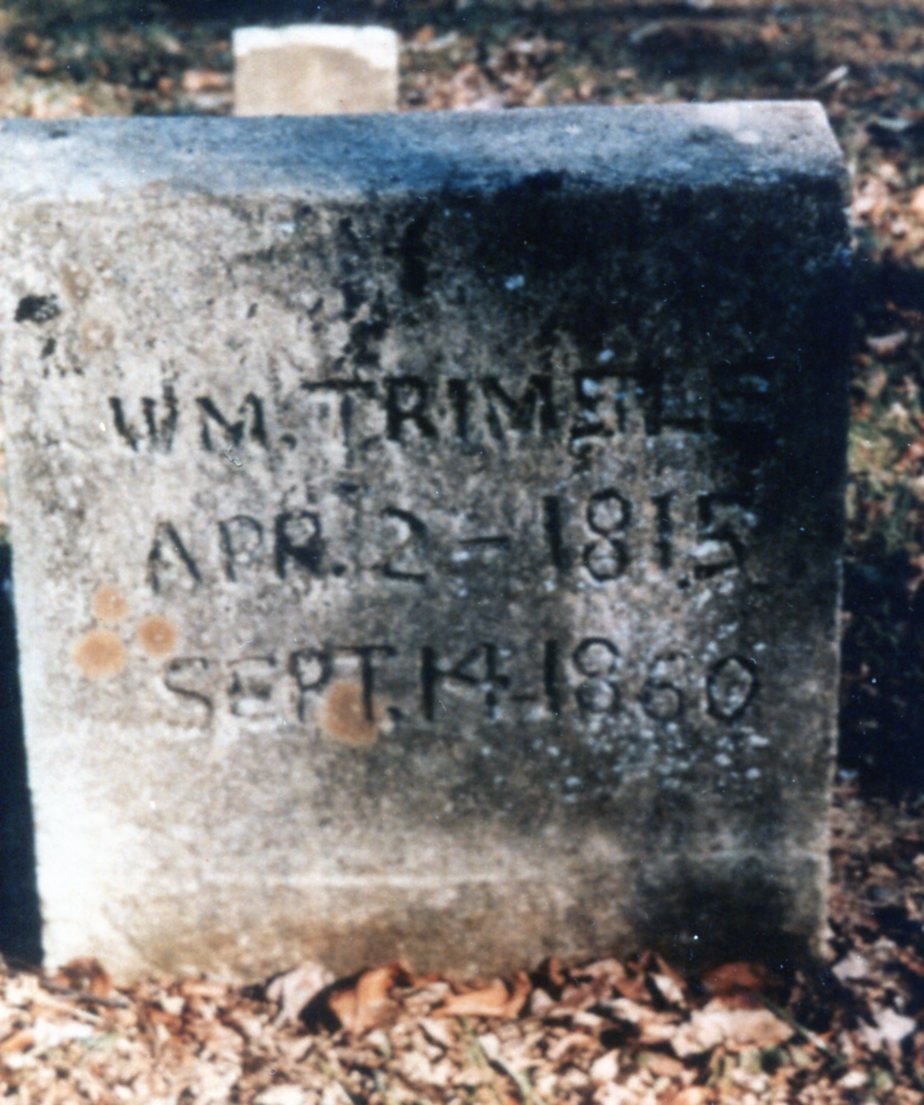 WM. TRIMBLE
APR. 2 - 1815
SEPT. 14-1860